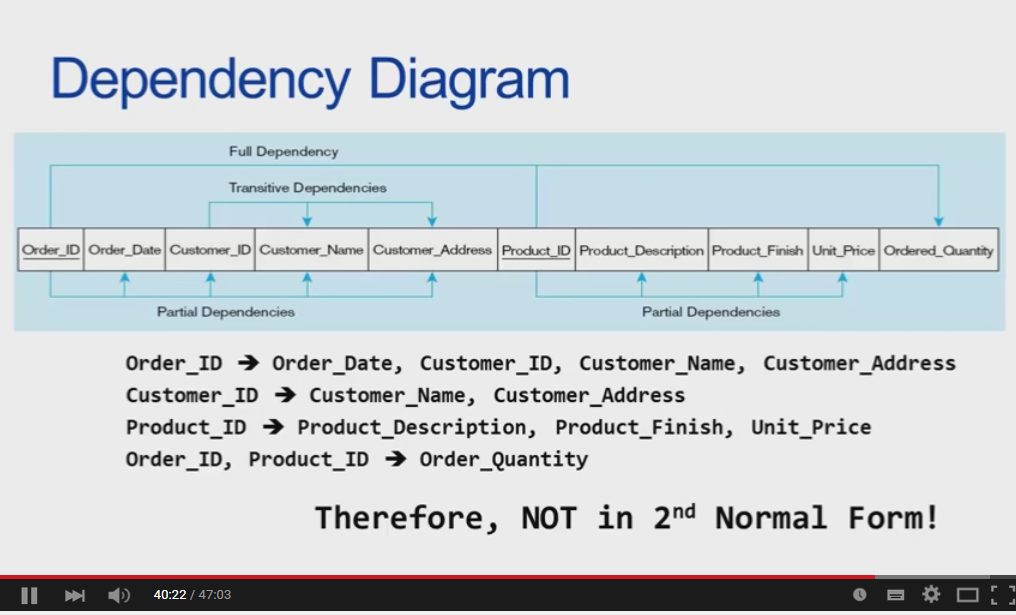 Dependency Diagram
Full Dependency
Transitive Dependencies
Order_ID Order_Date Customer_ID Customer_Name Customer_Address Product_ID Product_Description Product_Finish Unit_Price Ordered_Quantity
Partial Dependencies Partial Dependencies
Order_ID ➔ Order_Date, Customer_ID, Customer_Name, Customer_Address
Customer_ID ➔ Customer_Name, Customer_Address
Product_ID ➔ Product_Description, Product_Finish, Unit_Price
Order_ID, Product_ID ➔ Order_Quantity
Therefore, NOT in 2nd Normal Form!
40:22 / 47:03